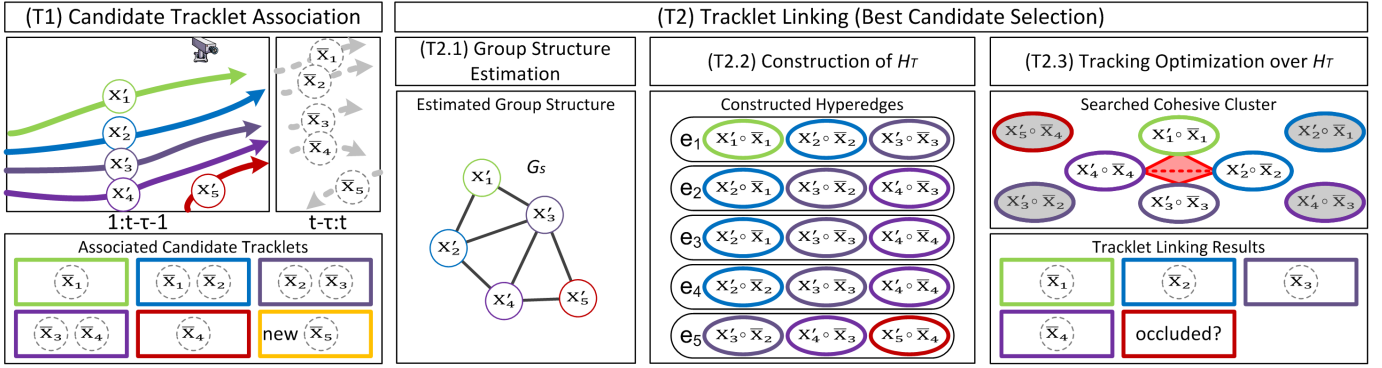 (T1) Candidate Tracklet Association
(T2) Tracklet Linking (Best Candidate Selection)
X′₁
X′₂
X′₃
X′₄
X′₅
X̅₁
X̅₂
X̅₃
X̅₄
X̅₅
1:t-τ-1
t-τ:t
Associated Candidate Tracklets
X̅₁
X̅₁ X̅₂
X̅₂ X̅₃
X̅₃ X̅₄
X̅₄
new X̅₅
(T2.1) Group Structure
Estimation
Estimated Group Structure
Gs
X′₁
X′₃
X′₂
X′₄
X′₅
(T2.2) Construction of HT
Constructed Hyperedges
e₁ X′₁∘X̅₁ X′₂∘X̅₂ X′₃∘X̅₃
e₂ X′₂∘X̅₁ X′₃∘X̅₂ X′₄∘X̅₃
e₃ X′₂∘X̅₁ X′₃∘X̅₃ X′₄∘X̅₄
e₄ X′₂∘X̅₂ X′₃∘X̅₃ X′₄∘X̅₄
e₅ X′₃∘X̅₂ X′₄∘X̅₃ X′₅∘X̅₄
(T2.3) Tracking Optimization over HT
Searched Cohesive Cluster
X′₅∘X̅₄ X′₁∘X̅₁ X′₂∘X̅₁
X′₄∘X̅₄ X′₂∘X̅₂
X′₃∘X̅₂ X′₃∘X̅₃ X′₄∘X̅₃
Tracklet Linking Results
X̅₁ X̅₂ X̅₃
X̅₄ occluded?